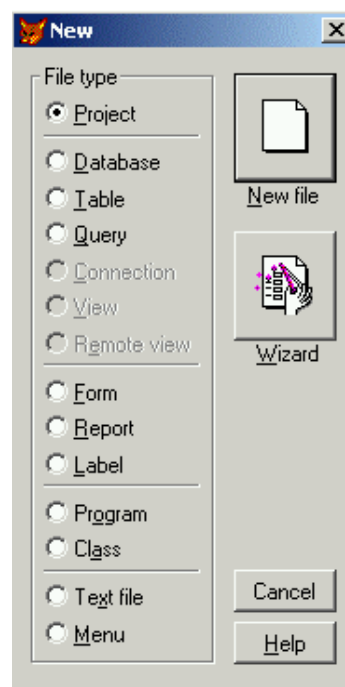 New
File type
Project
Database
Table
Query
Connection
View
Remote view
Form
Report
Label
Program
Class
Text file
Menu
New file
Wizard
Cancel
Help